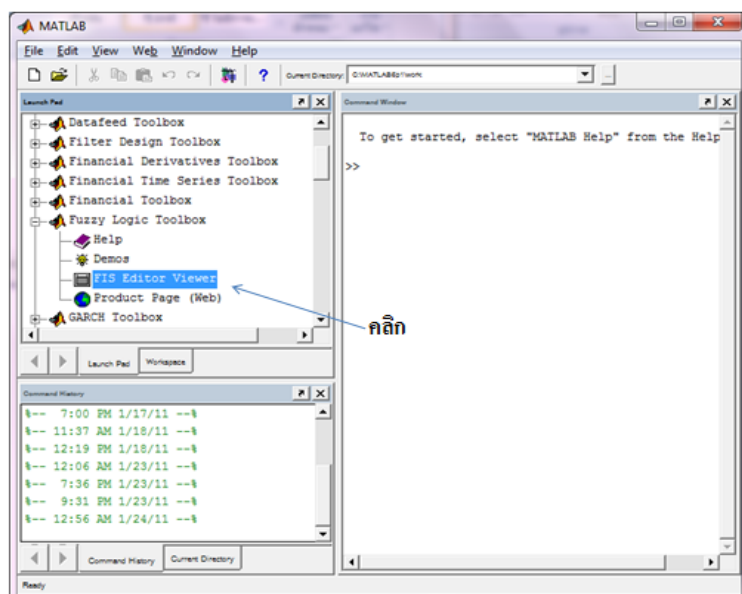 MATLAB
File Edit View Web Window Help
Current Directory: C:\MATLAB6p1\work
Launch Pad
Datafeed Toolbox
Filter Design Toolbox
Financial Derivatives Toolbox
Financial Time Series Toolbox
Financial Toolbox
Fuzzy Logic Toolbox
Help
Demos
FIS Editor Viewer
Product Page (Web)
GARCH Toolbox
Launch Pad Workspace
Command History
%-- 7:00 PM 1/17/11 --%
%-- 11:37 AM 1/18/11 --%
%-- 12:19 PM 1/18/11 --%
%-- 12:06 AM 1/23/11 --%
%-- 7:36 PM 1/23/11 --%
%-- 9:31 PM 1/23/11 --%
%-- 12:56 AM 1/24/11 --%
Command History Current Directory
Command Window
To get started, select "MATLAB Help" from the Help
>>
คลิก
Ready